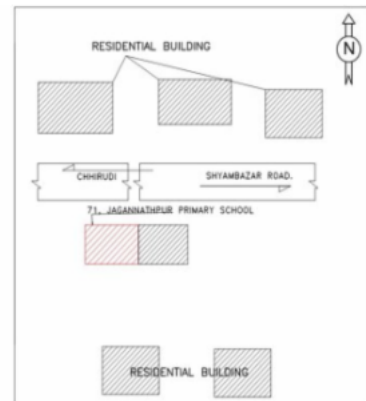 RESIDENTIAL BUILDING
N
CHHIRUDI
SHYAMBAZAR ROAD.
71, JAGANNATHPUR PRIMARY SCHOOL
RESIDENTIAL BUILDING